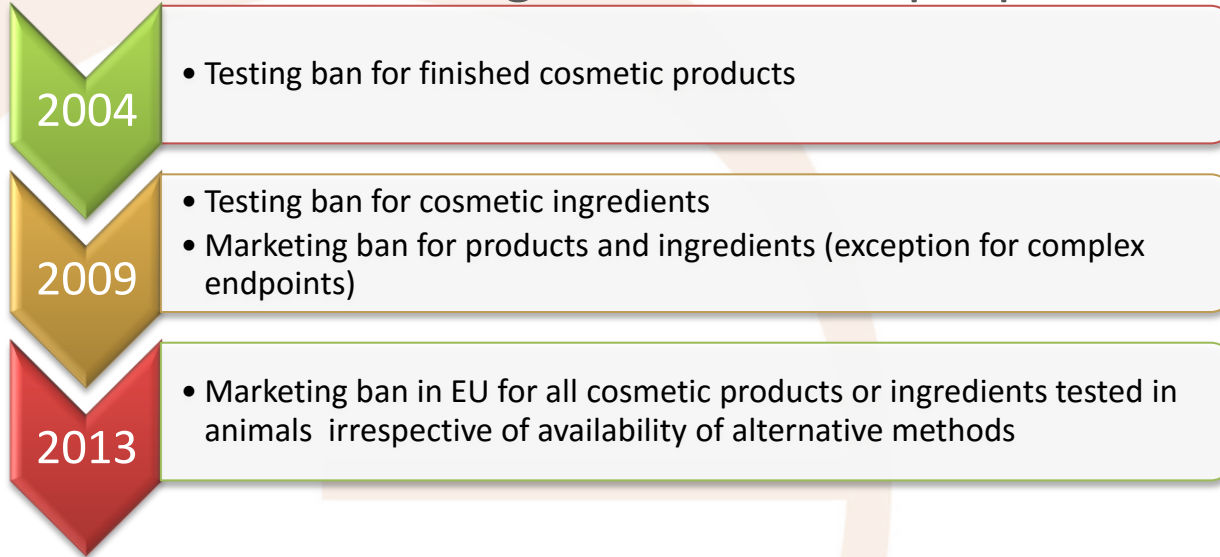 2004
• Testing ban for finished cosmetic products
2009
• Testing ban for cosmetic ingredients
• Marketing ban for products and ingredients (exception for complex
endpoints)
2013
• Marketing ban in EU for all cosmetic products or ingredients tested in
animals irrespective of availability of alternative methods